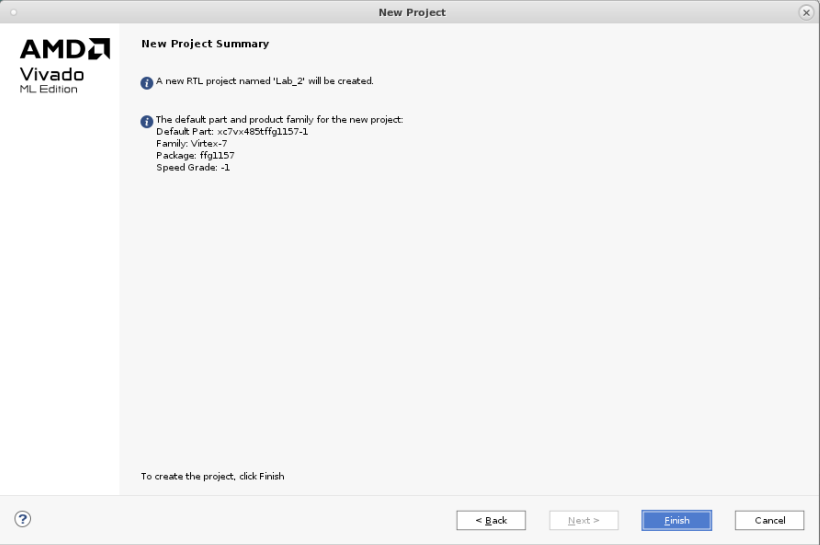 New Project
AMD
Vivado
ML Edition
New Project Summary
A new RTL project named 'Lab_2' will be created.
The default part and product family for the new project:
Default Part: xc7vx485tffg1157-1
Family: Virtex-7
Package: ffg1157
Speed Grade: -1
To create the project, click Finish
?
< Back
Next >
Finish
Cancel